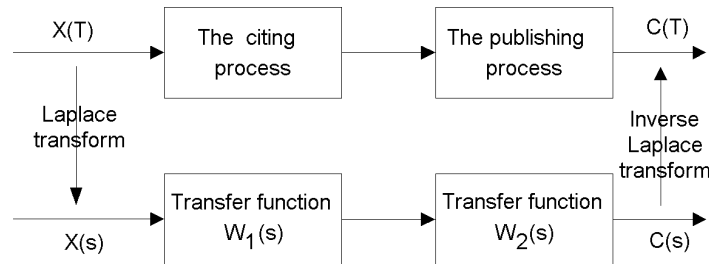 X(T)
The citing
process
The publishing
process
C(T)
Laplace
transform
Inverse
Laplace
transform
X(s)
Transfer function
W1(s)
Transfer function
W2(s)
C(s)